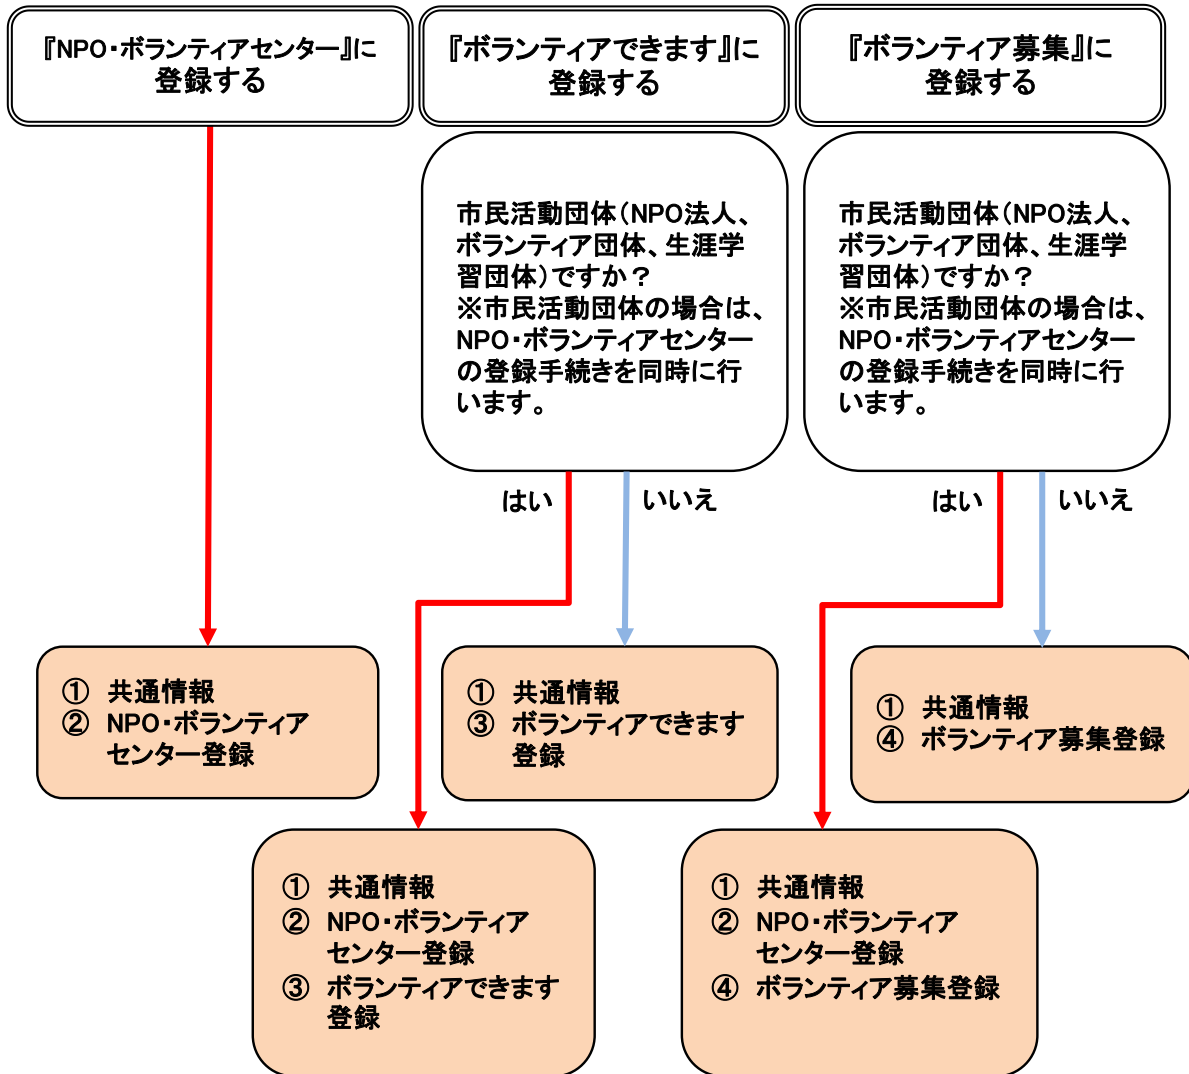 『NPO・ボランティアセンター』に
登録する
『ボランティアできます』に
登録する
『ボランティア募集』に
登録する
市民活動団体（NPO法人、
ボランティア団体、生涯学
習団体）ですか？
※市民活動団体の場合は、
NPO・ボランティアセンター
の登録手続きを同時に行
います。
市民活動団体（NPO法人、
ボランティア団体、生涯学
習団体）ですか？
※市民活動団体の場合は、
NPO・ボランティアセンター
の登録手続きを同時に行
います。
はい
いいえ
はい
いいえ
① 共通情報
② NPO・ボランティア
センター登録
① 共通情報
③ ボランティアできます
登録
① 共通情報
④ ボランティア募集登録
① 共通情報
② NPO・ボランティア
センター登録
③ ボランティアできます
登録
① 共通情報
② NPO・ボランティア
センター登録
④ ボランティア募集登録